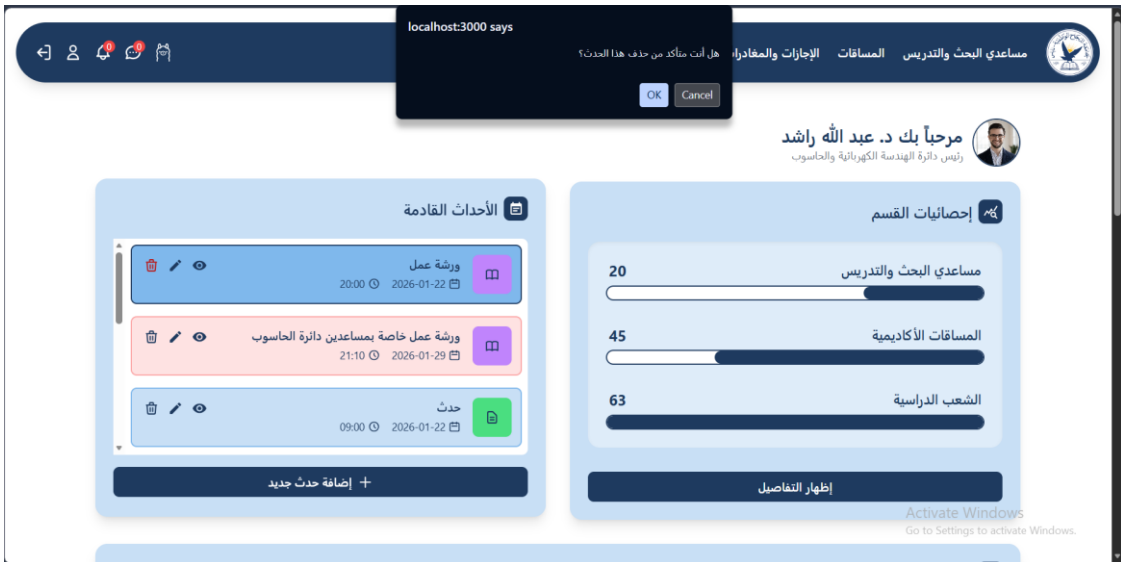 localhost:3000 says
هل أنت متأكد من حذف هذا الحدث؟
OK
Cancel
مساعدي البحث والتدريس
المساقات
الإجازات والمغادرا
0
0
مرحباً بك د. عبد الله راشد
رئيس دائرة الهندسة الكهربائية والحاسوب
إحصائيات القسم
مساعدي البحث والتدريس 20
المساقات الأكاديمية 45
الشعب الدراسية 63
إظهار التفاصيل
الأحداث القادمة
ورشة عمل
2026-01-22 20:00
ورشة عمل خاصة بمساعدين دائرة الحاسوب
2026-01-29 21:10
حدث
2026-01-22 09:00
+ إضافة حدث جديد
Activate Windows
Go to Settings to activate Windows.